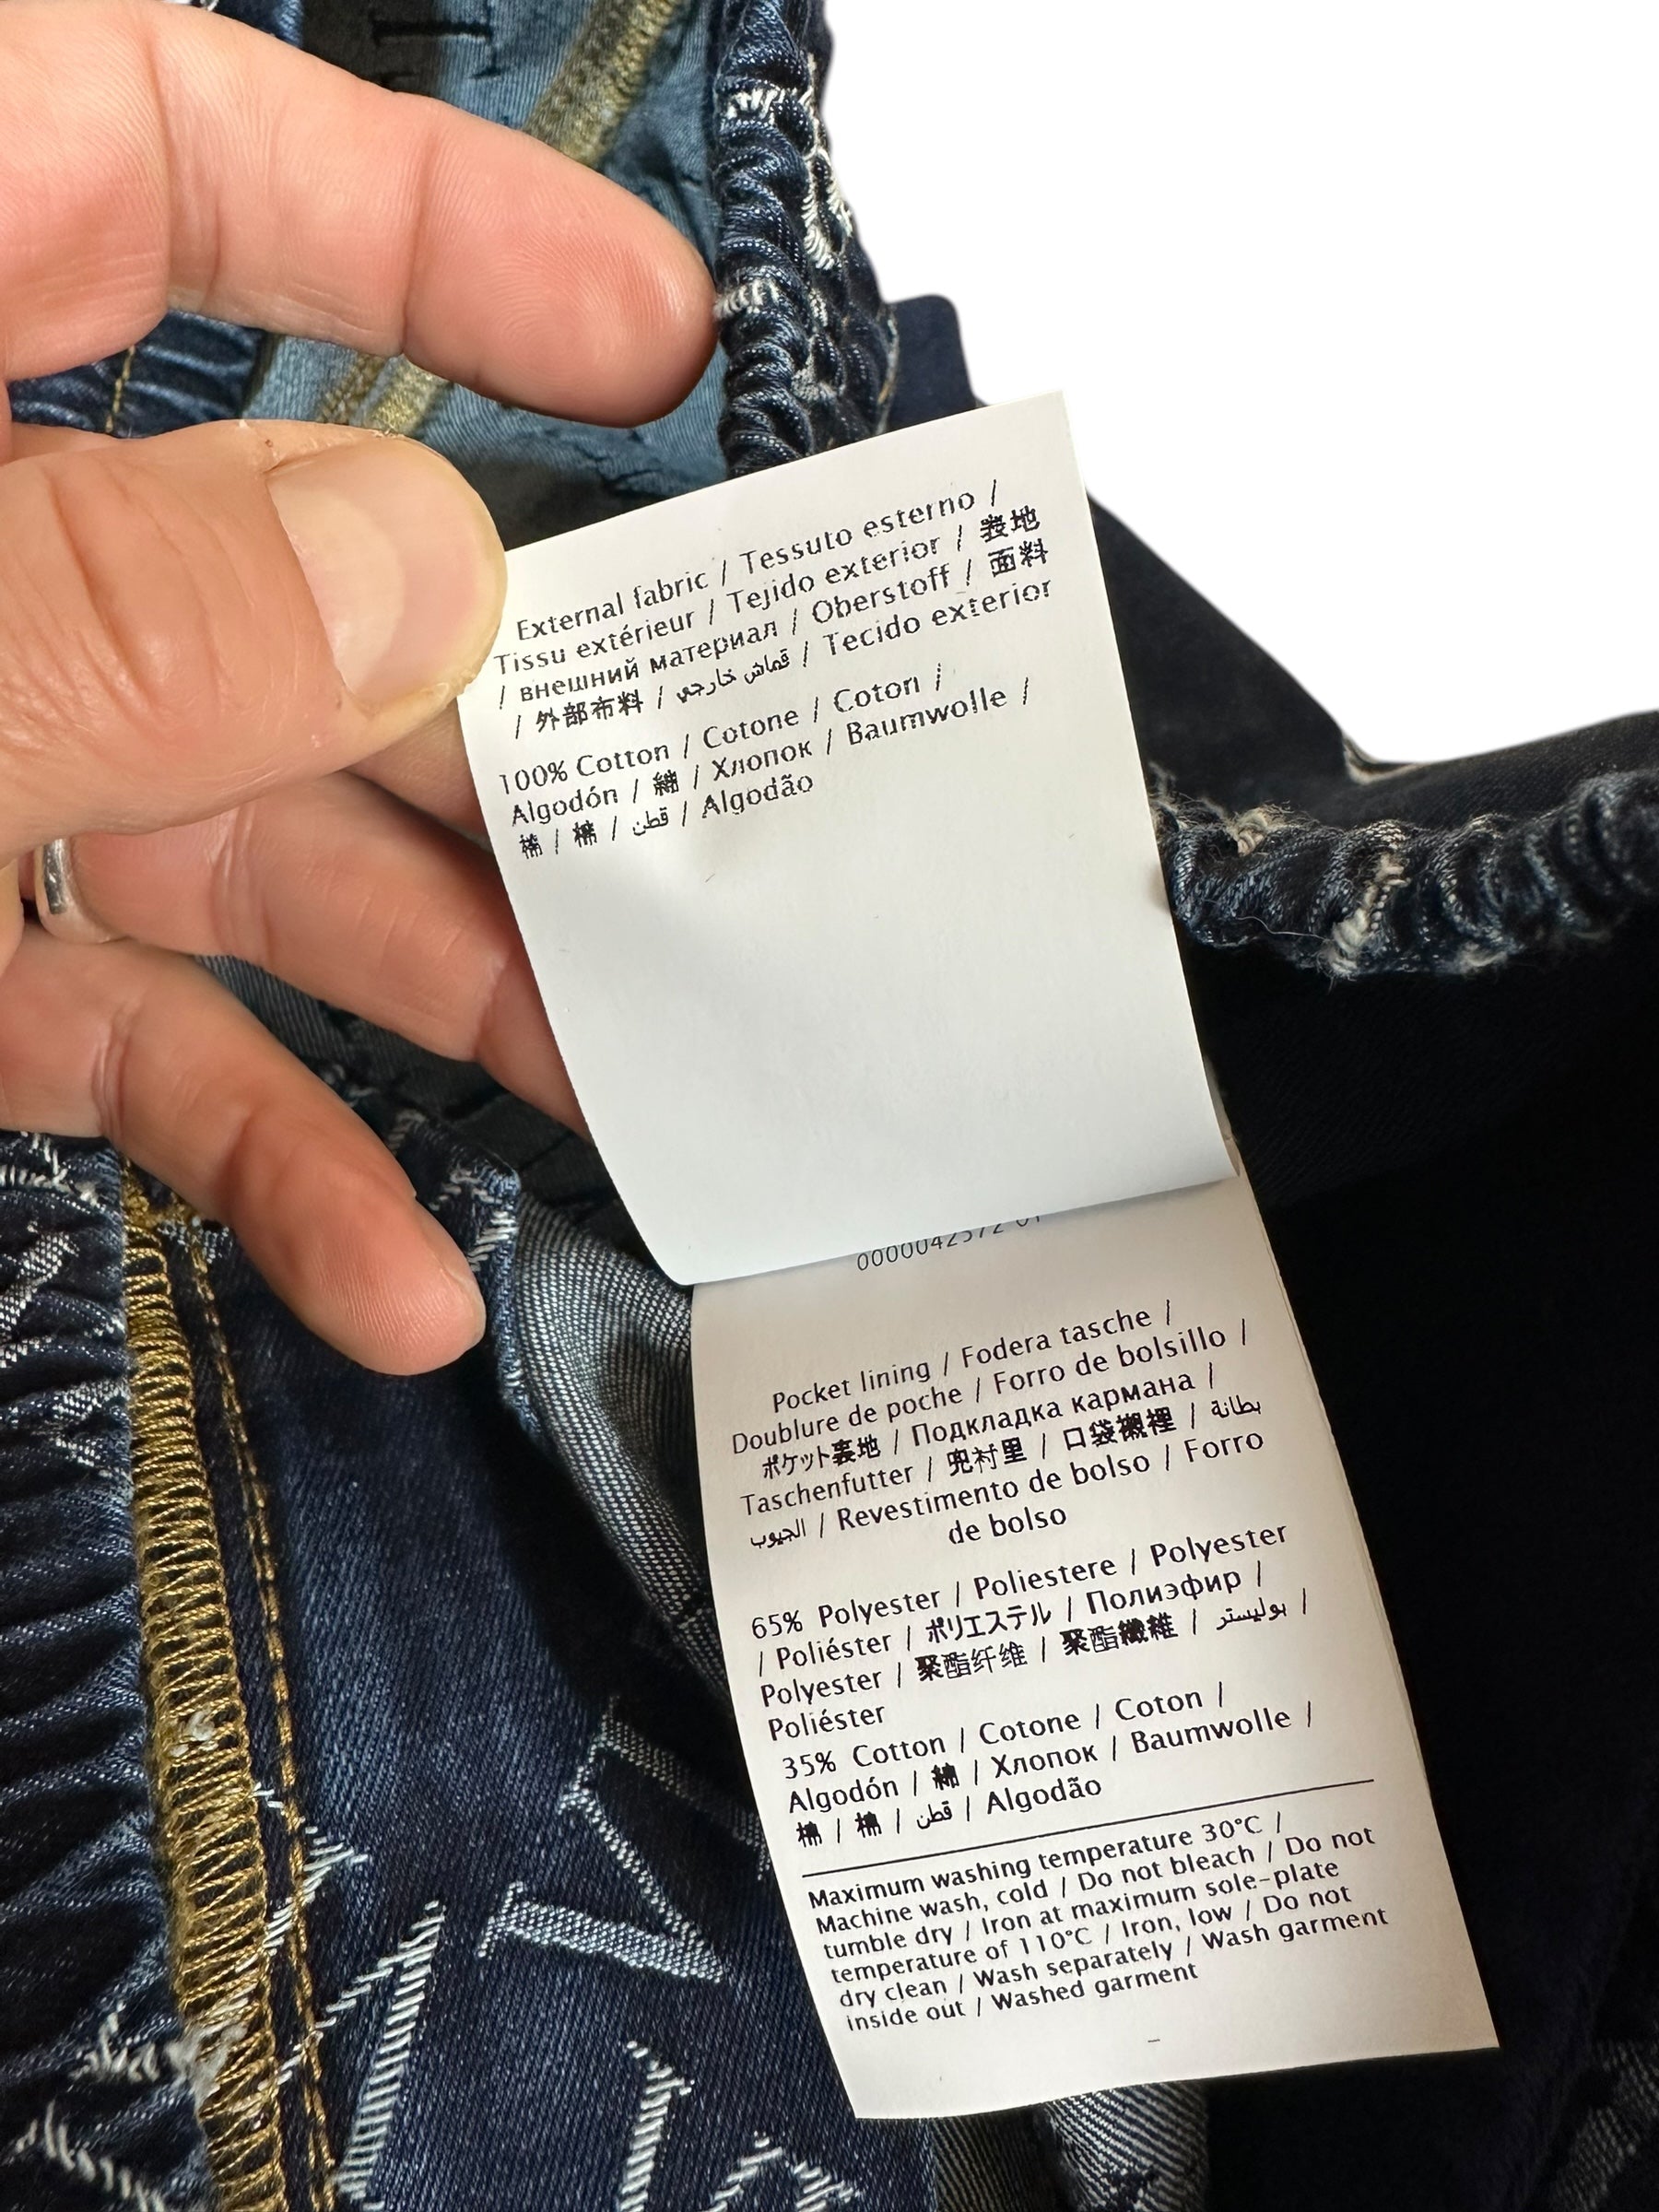 External fabric / Tessuto esterno /
Tissu extérieur / Tejido exterior / 表地
/ внешний материал / Oberstoff / 面料
/ 外部布料 / قماش خارجي / Tecido exterior
100% Cotton / Cotone / Coton /
Algodón / 綿 / Хлопок / Baumwolle /
棉 / 棉 / قطن / Algodão
Pocket lining / Fodera tasche /
Doublure de poche / Forro de bolsillo /
ポケット裏地 / Подкладка кармана /
Taschenfutter / 兜衬里 / 口袋襯裡 / بطانة
الجيوب / Revestimento de bolso / Forro
de bolso
65% Polyester / Poliestere / Polyester
/ Poliéster / ポリエステル / Полиэфир /
Polyester / 聚酯纤维 / 聚酯纖維 / بوليستر /
Poliéster
35% Cotton / Cotone / Coton /
Algodón / 綿 / Хлопок / Baumwolle /
棉 / 棉 / قطن / Algodão
Maximum washing temperature 30°C /
Machine wash, cold / Do not bleach / Do not
tumble dry / Iron at maximum sole-plate
temperature of 110°C / Iron, low / Do not
dry clean / Wash separately / Wash garment
inside out / Washed garment